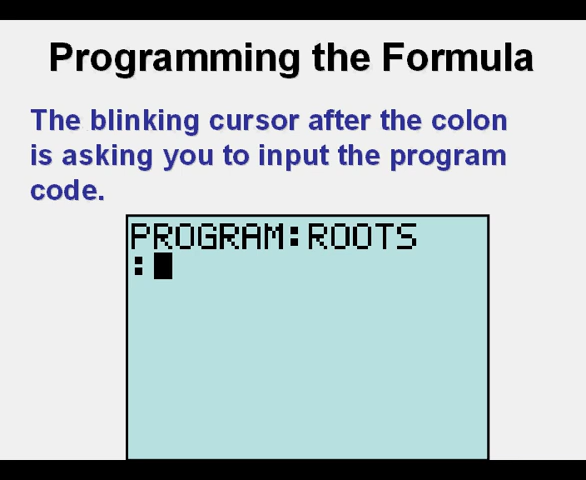 Programming the Formula
The blinking cursor after the colon
is asking you to input the program
code.
PROGRAM:ROOTS
: